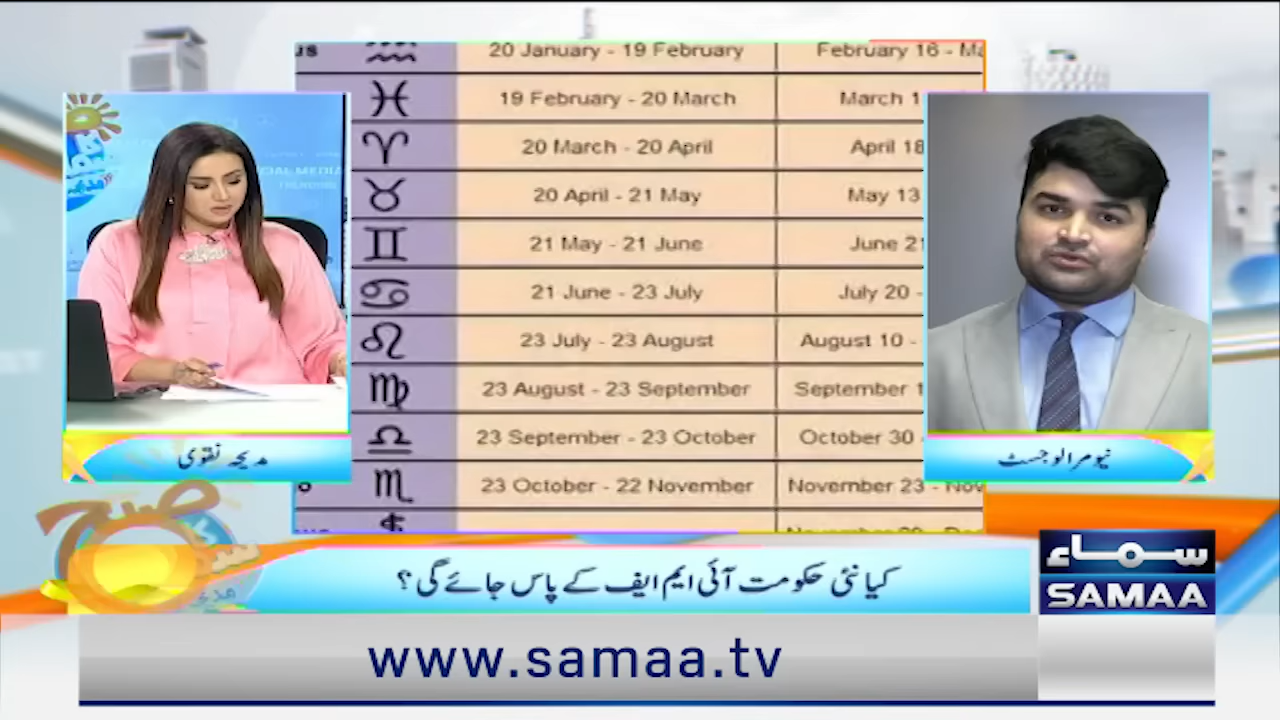 us
20 January - 19 February
February 16 - Ma
19 February - 20 March
March 1
20 March - 20 April
April 18
20 April - 21 May
May 13
21 May - 21 June
June 21
21 June - 23 July
July 20 -
23 July - 23 August
August 10 -
23 August - 23 September
September 1
23 September - 23 October
October 30 -
23 October - 22 November
November 23 - Nov
SOCIAL MEDIA
TRENDING
مدیحہ نقوی
نیومرالوجسٹ
کیا نئی حکومت آئی ایم ایف کے پاس جائے گی؟
سماء
SAMAA
www.samaa.tv